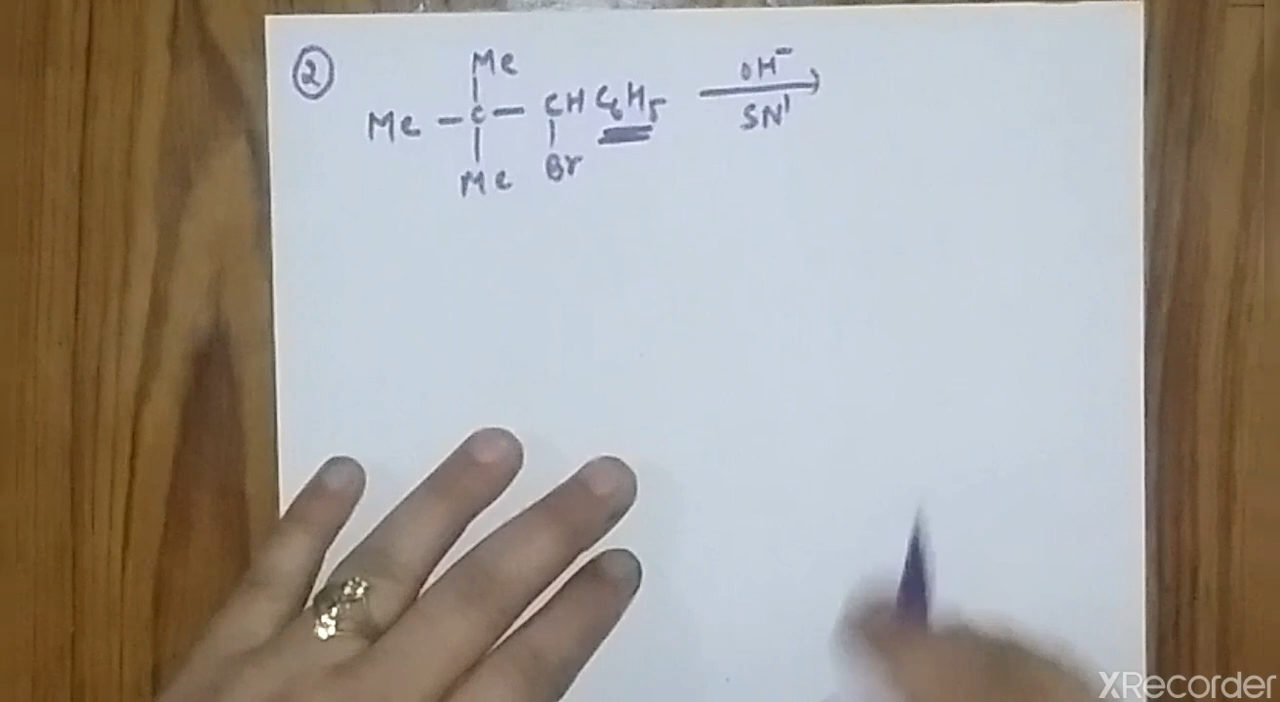 ②
Me
Me - C - CH C6H5
Me Br
OH⁻
SN1
XRecorder